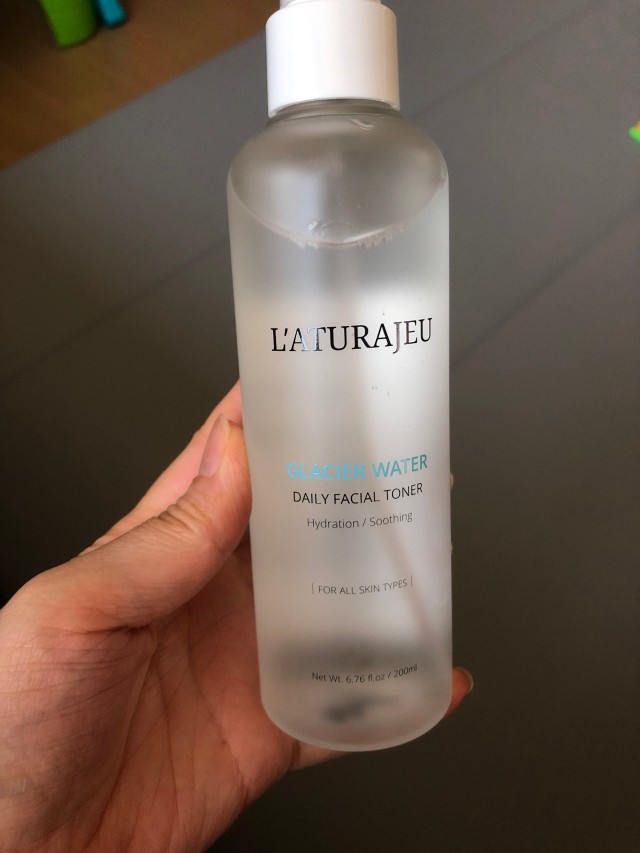 L'ATURAJEU
GLACIER WATER
DAILY FACIAL TONER
Hydration / Soothing
| FOR ALL SKIN TYPES |
Net Wt. 6.76 fl.oz / 200ml